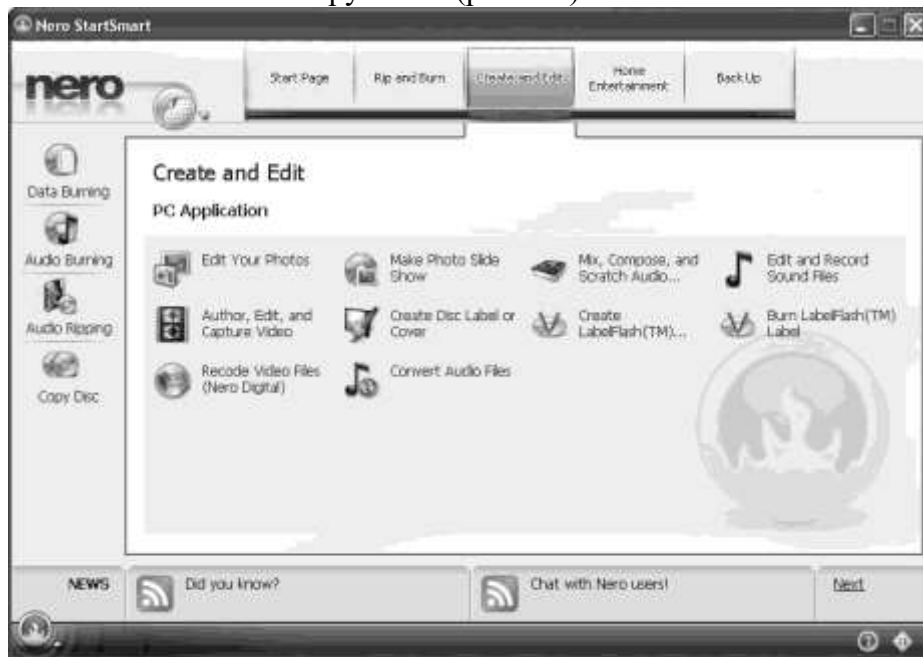 Nero StartSmart
nero
Start Page
Rip and Burn
Create and Edit
Home
Entertainment
Back Up
Data Burning
Audio Burning
Audio Ripping
Copy Disc
Create and Edit
PC Application
Edit Your Photos
Make Photo Slide
Show
Mix, Compose, and
Scratch Audio...
Edit and Record
Sound Files
Author, Edit, and
Capture Video
Create Disc Label or
Cover
Create
LabelFlash(TM)...
Burn LabelFlash(TM)
Label
Recode Video Files
(Nero Digital)
Convert Audio Files
NEWS
Did you know?
Chat with Nero users!
Next